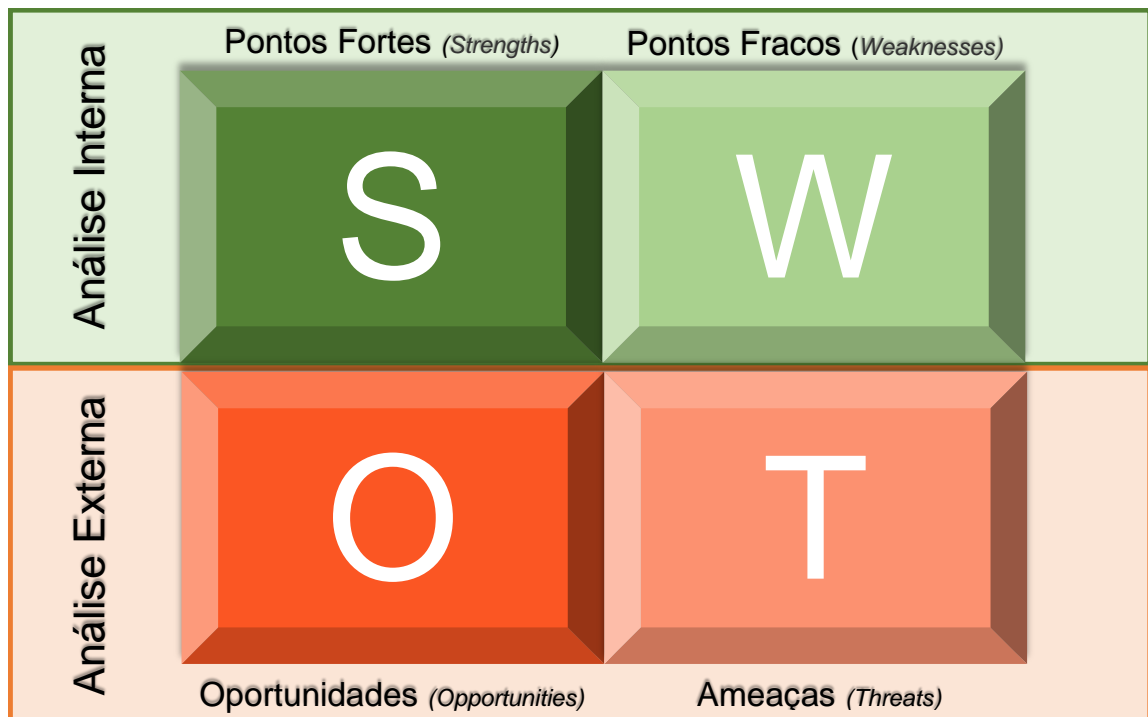 Pontos Fortes (Strengths)
Pontos Fracos (Weaknesses)
Análise Interna
S
W
Análise Externa
O
T
Oportunidades (Opportunities)
Ameaças (Threats)